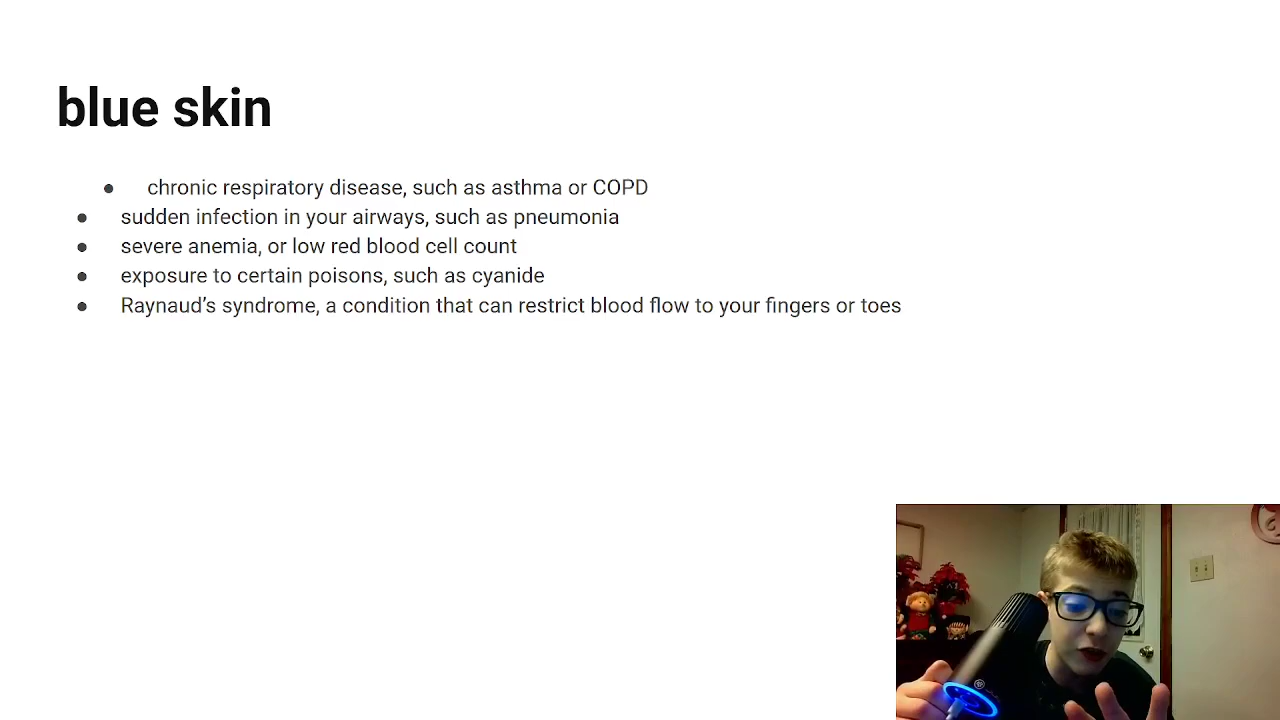 blue skin
● chronic respiratory disease, such as asthma or COPD
● sudden infection in your airways, such as pneumonia
● severe anemia, or low red blood cell count
● exposure to certain poisons, such as cyanide
● Raynaud’s syndrome, a condition that can restrict blood flow to your fingers or toes